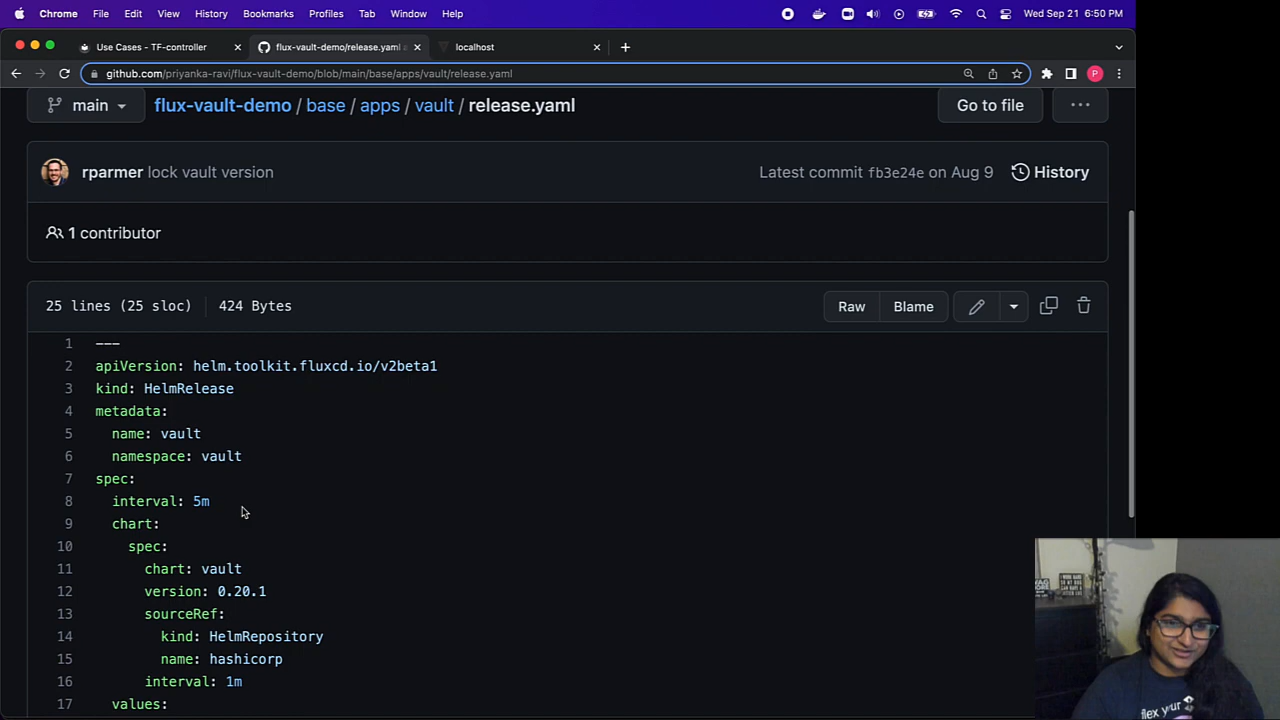 Chrome File Edit View History Bookmarks Profiles Tab Window Help Wed Sep 21 6:50 PM
Use Cases - TF-controller flux-vault-demo/release.yaml a localhost
github.com/priyanka-ravi/flux-vault-demo/blob/main/base/apps/vault/release.yaml P
main flux-vault-demo / base / apps / vault / release.yaml Go to file ...
rparmer lock vault version Latest commit fb3e24e on Aug 9 History
1 contributor
25 lines (25 sloc) 424 Bytes Raw Blame
1 ---
2 apiVersion: helm.toolkit.fluxcd.io/v2beta1
3 kind: HelmRelease
4 metadata:
5 name: vault
6 namespace: vault
7 spec:
8 interval: 5m
9 chart:
10 spec:
11 chart: vault
12 version: 0.20.1
13 sourceRef:
14 kind: HelmRepository
15 name: hashicorp
16 interval: 1m
17 values:
flex your